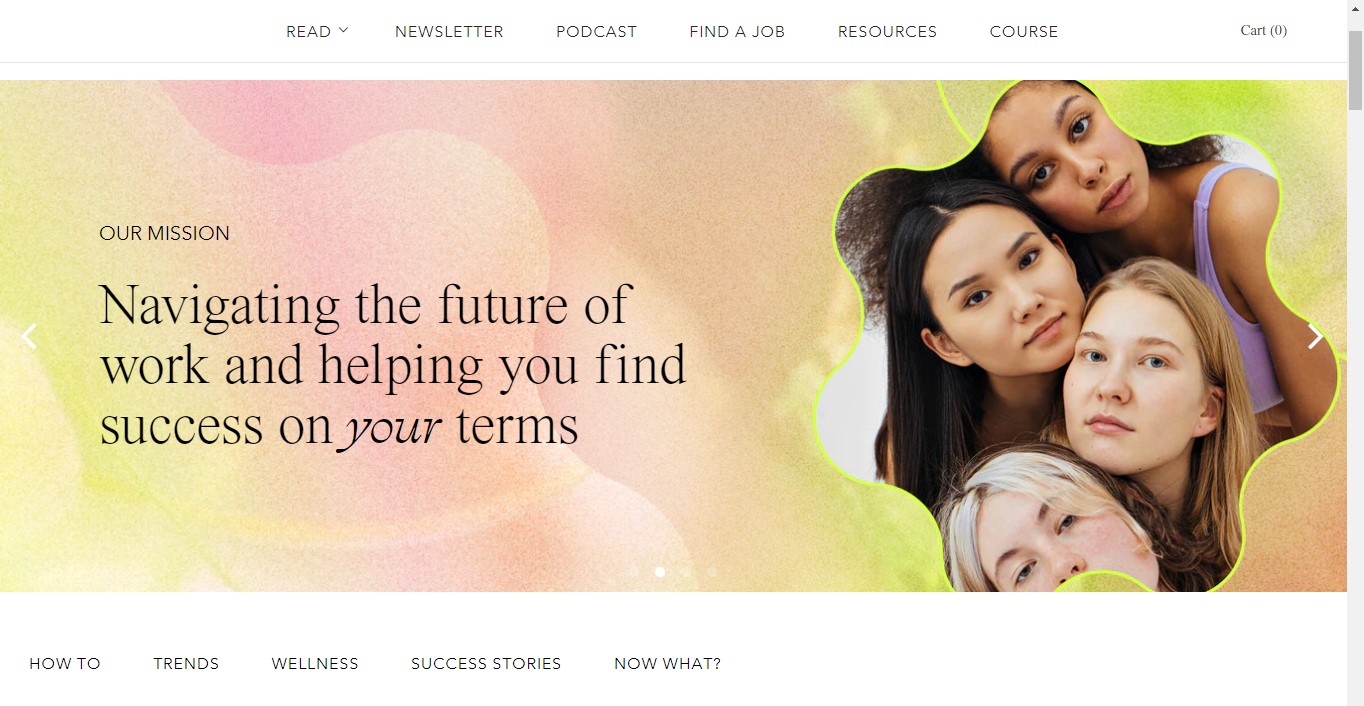 READ
NEWSLETTER
PODCAST
FIND A JOB
RESOURCES
COURSE
Cart (0)
OUR MISSION
Navigating the future of
work and helping you find
success on your terms
HOW TO
TRENDS
WELLNESS
SUCCESS STORIES
NOW WHAT?